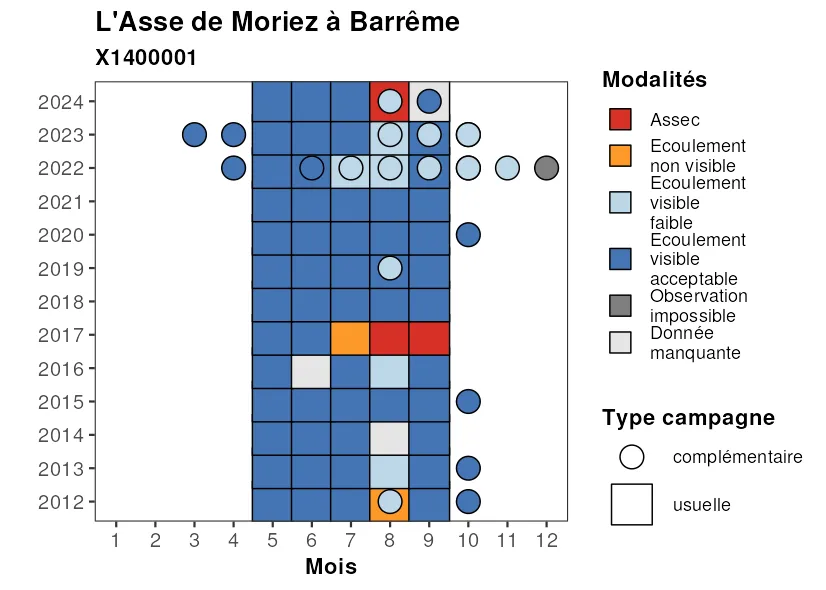 L'Asse de Moriez à Barrême
X1400001
2024
2023
2022
2021
2020
2019
2018
2017
2016
2015
2014
2013
2012
1 2 3 4 5 6 7 8 9 10 11 12
Mois
Modalités
Assec
Ecoulement
non visible
Ecoulement
visible
faible
Ecoulement
visible
acceptable
Observation
impossible
Donnée
manquante
Type campagne
complémentaire
usuelle